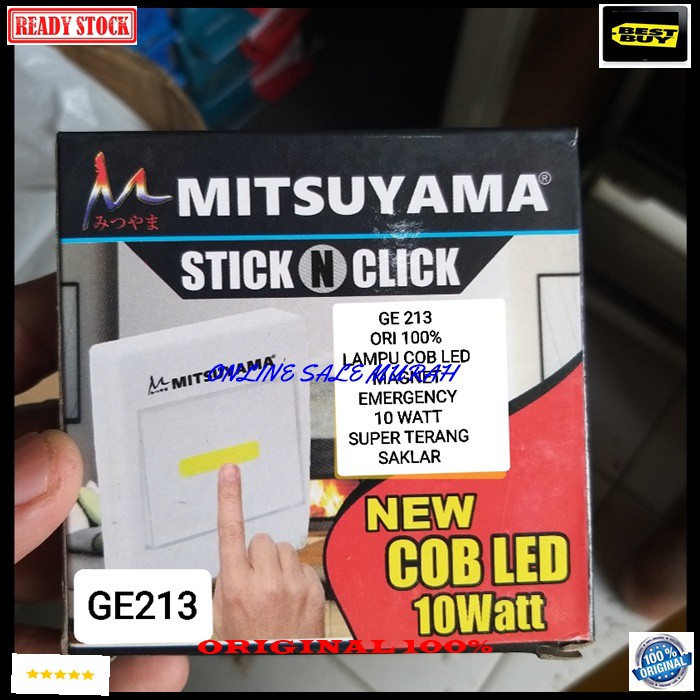 READY STOCK
BEST
BUY
MITSUYAMA®
みつやま
STICK N CLICK
GE 213
ORI 100%
LAMPU COB LED
MAGNET
EMERGENCY
10 WATT
SUPER TERANG
SAKLAR
ONLINE SALE MURAH
MITSUYAMA
NEW
COB LED
10Watt
GE213
ORIGINAL 100%
100%
ORIGINAL